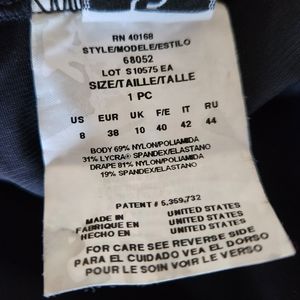 RN 40168
STYLE/MODELE/ESTILO
68052
LOT S10575 EA
SIZE/TAILLE/TALLE
1 PC
US EUR UK F/E IT RU
8 38 10 40 42 44
BODY 69% NYLON/POLIAMIDA
31% LYCRA® SPANDEX/ELASTANO
DRAPE 81% NYLON/POLIAMIDA
19% SPANDEX/ELASTANO
PATENT # 5,359,732
MADE IN UNITED STATES
FABRIQUE EN UNITED STATES
HECHO EN UNITED STATES
FOR CARE SEE REVERSE SIDE
PARA EL CUIDADO VEA EL DORSO
POUR LE SOIN VOIR AU DOS